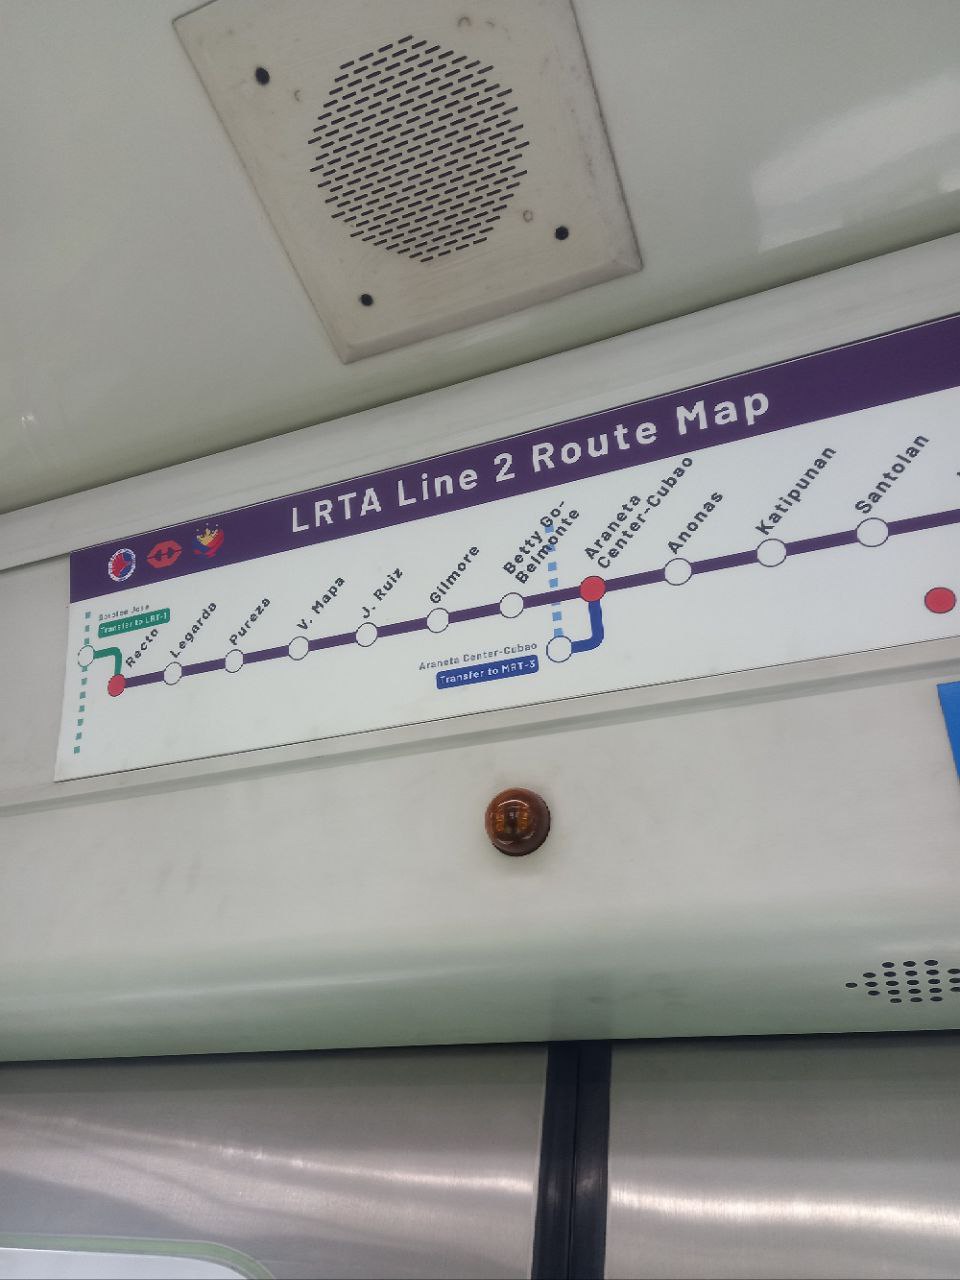 LRTA Line 2 Route Map
Transfer to LRT-1
Recto
Legarda
Pureza
V. Mapa
J. Ruiz
Gilmore
Betty Go-
Belmonte
Araneta
Center-Cubao
Anonas
Katipunan
Santolan
Araneta Center-Cubao
Transfer to MRT-3